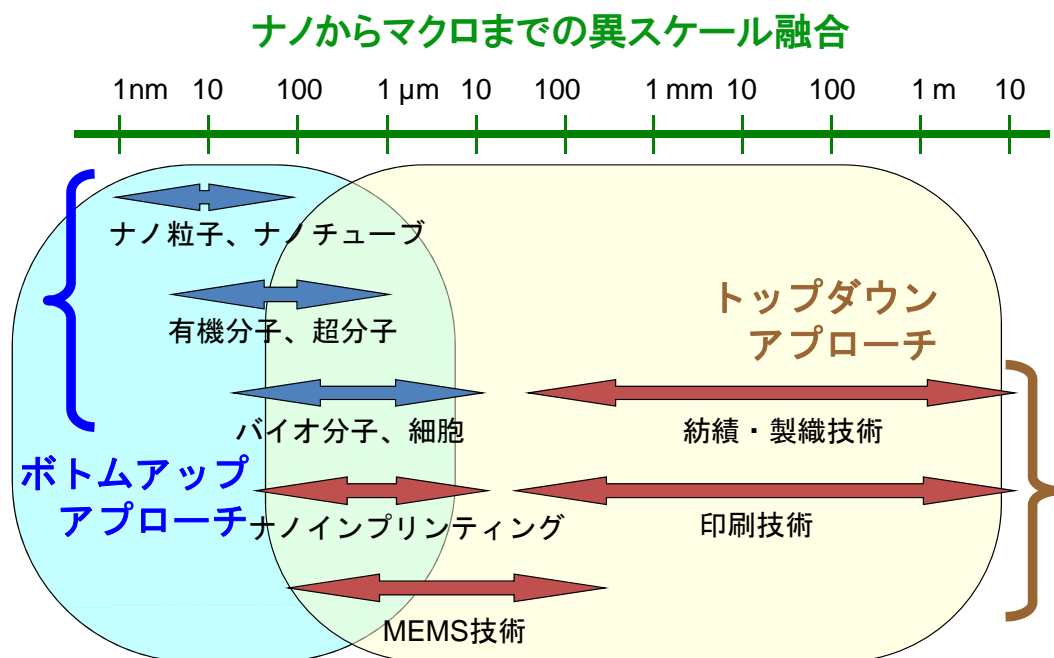 ナノからマクロまでの異スケール融合
1nm 10 100 1 μm 10 100 1 mm 10 100 1 m 10
ナノ粒子、ナノチューブ
有機分子、超分子
トップダウン
アプローチ
バイオ分子、細胞
紡績・製織技術
ボトムアップ
アプローチ
ナノインプリンティング
印刷技術
MEMS技術